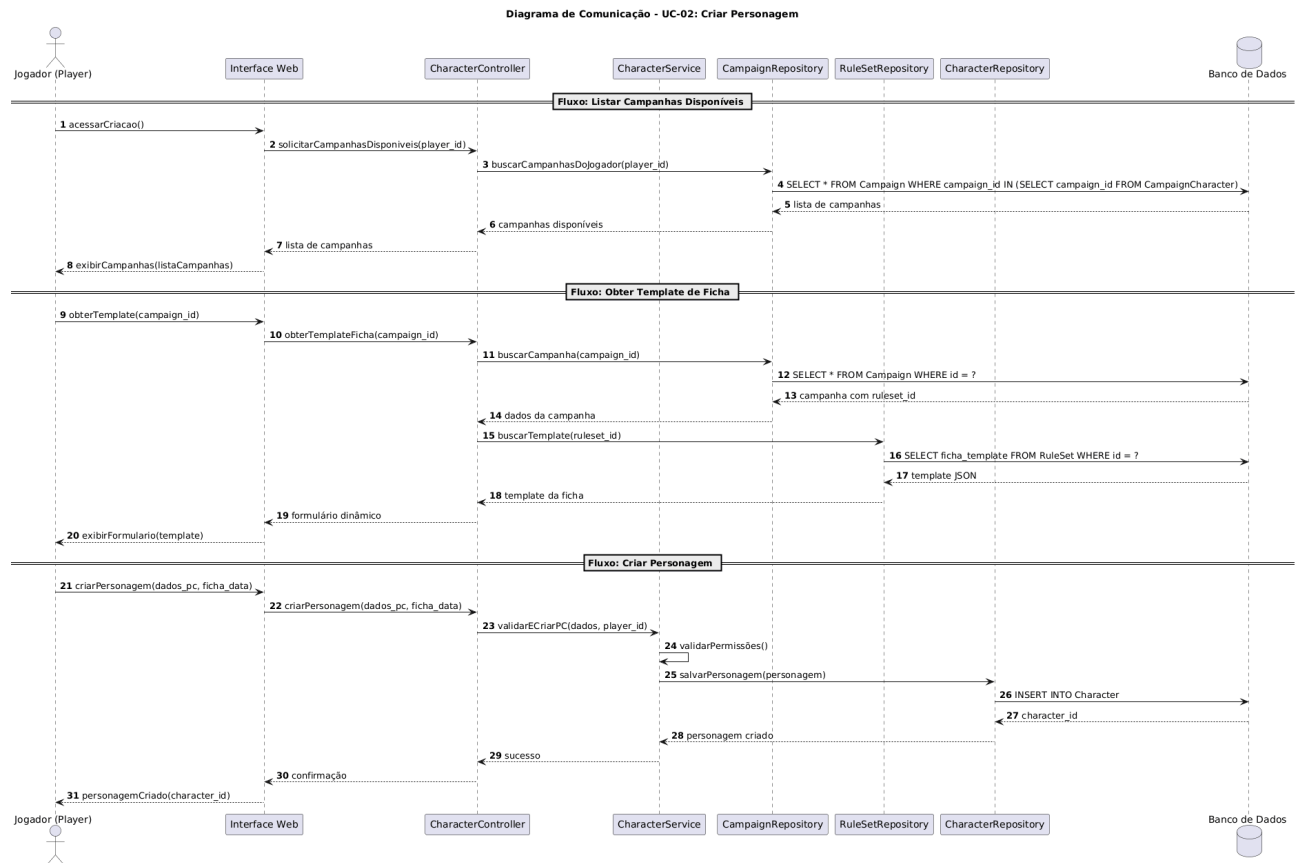 Diagrama de Comunicação - UC-02: Criar Personagem
Jogador (Player)
Interface Web
CharacterController
CharacterService
CampaignRepository
RuleSetRepository
CharacterRepository
Banco de Dados
Fluxo: Listar Campanhas Disponíveis
1 acessarCriacao()
2 solicitarCampanhasDisponiveis(player_id)
3 buscarCampanhasDoJogador(player_id)
4 SELECT * FROM Campaign WHERE campaign_id IN (SELECT campaign_id FROM CampaignCharacter)
5 lista de campanhas
6 campanhas disponíveis
7 lista de campanhas
8 exibirCampanhas(listaCampanhas)
Fluxo: Obter Template de Ficha
9 obterTemplate(campaign_id)
10 obterTemplateFicha(campaign_id)
11 buscarCampanha(campaign_id)
12 SELECT * FROM Campaign WHERE id = ?
13 campanha com ruleset_id
14 dados da campanha
15 buscarTemplate(ruleset_id)
16 SELECT ficha_template FROM RuleSet WHERE id = ?
17 template JSON
18 template da ficha
19 formulário dinâmico
20 exibirFormulario(template)
Fluxo: Criar Personagem
21 criarPersonagem(dados_pc, ficha_data)
22 criarPersonagem(dados_pc, ficha_data)
23 validarECriarPC(dados, player_id)
24 validarPermissões()
25 salvarPersonagem(personagem)
26 INSERT INTO Character
27 character_id
28 personagem criado
29 sucesso
30 confirmação
31 personagemCriado(character_id)
Jogador (Player)
Interface Web
CharacterController
CharacterService
CampaignRepository
RuleSetRepository
CharacterRepository
Banco de Dados